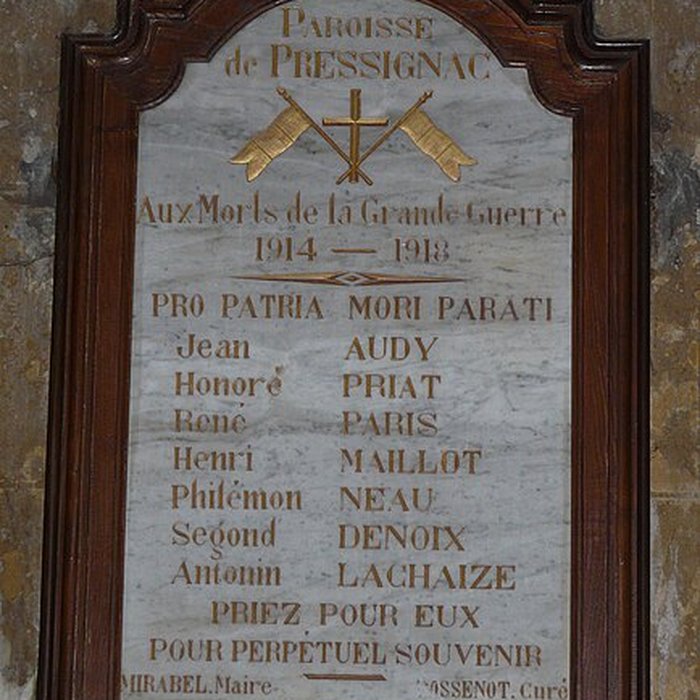 PAROISSE
de PRESSIGNAC
Aux Morts de la Grande Guerre
1914 — 1918
PRO PATRIA MORI PARATI
Jean AUDY
Honoré PRIAT
René PARIS
Henri MAILLOT
Philémon NEAU
Segond DENOIX
Antonin LACHAIZE
PRIEZ POUR EUX
POUR PERPÉTUEL SOUVENIR
MIRABEL. Maire Curé